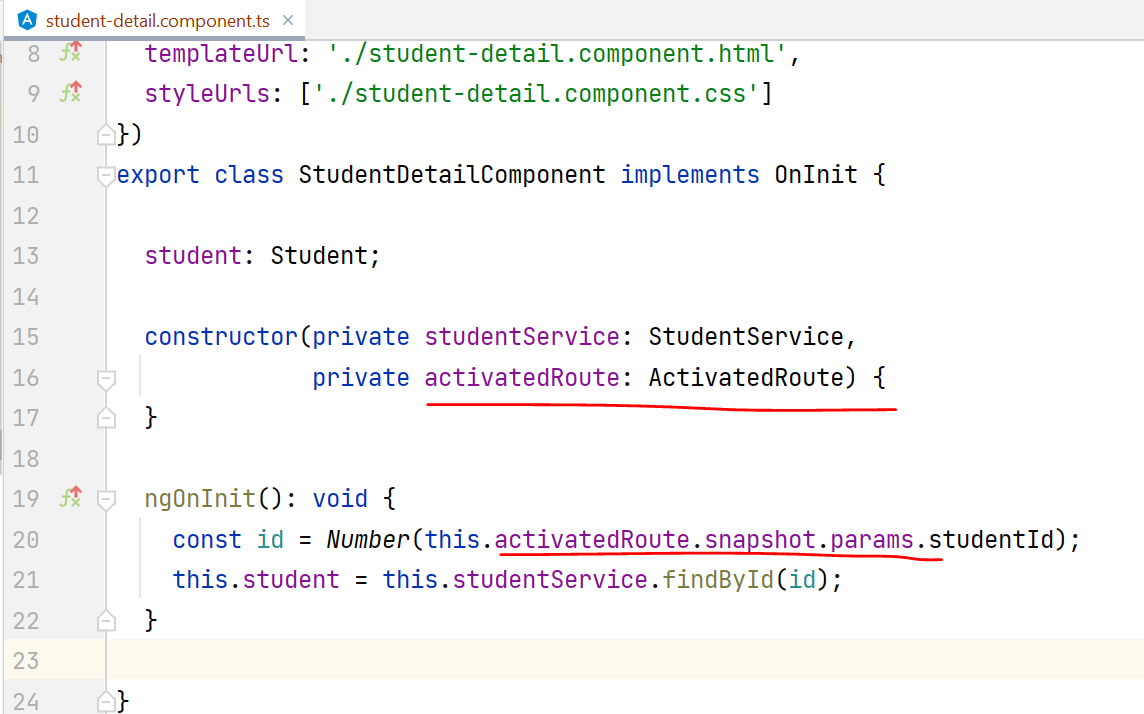 student-detail.component.ts ×
8 templateUrl: './student-detail.component.html',
9 styleUrls: ['./student-detail.component.css']
10 })
11 export class StudentDetailComponent implements OnInit {
12
13 student: Student;
14
15 constructor(private studentService: StudentService,
16 private activatedRoute: ActivatedRoute) {
17 }
18
19 ngOnInit(): void {
20 const id = Number(this.activatedRoute.snapshot.params.studentId);
21 this.student = this.studentService.findById(id);
22 }
23
24 }